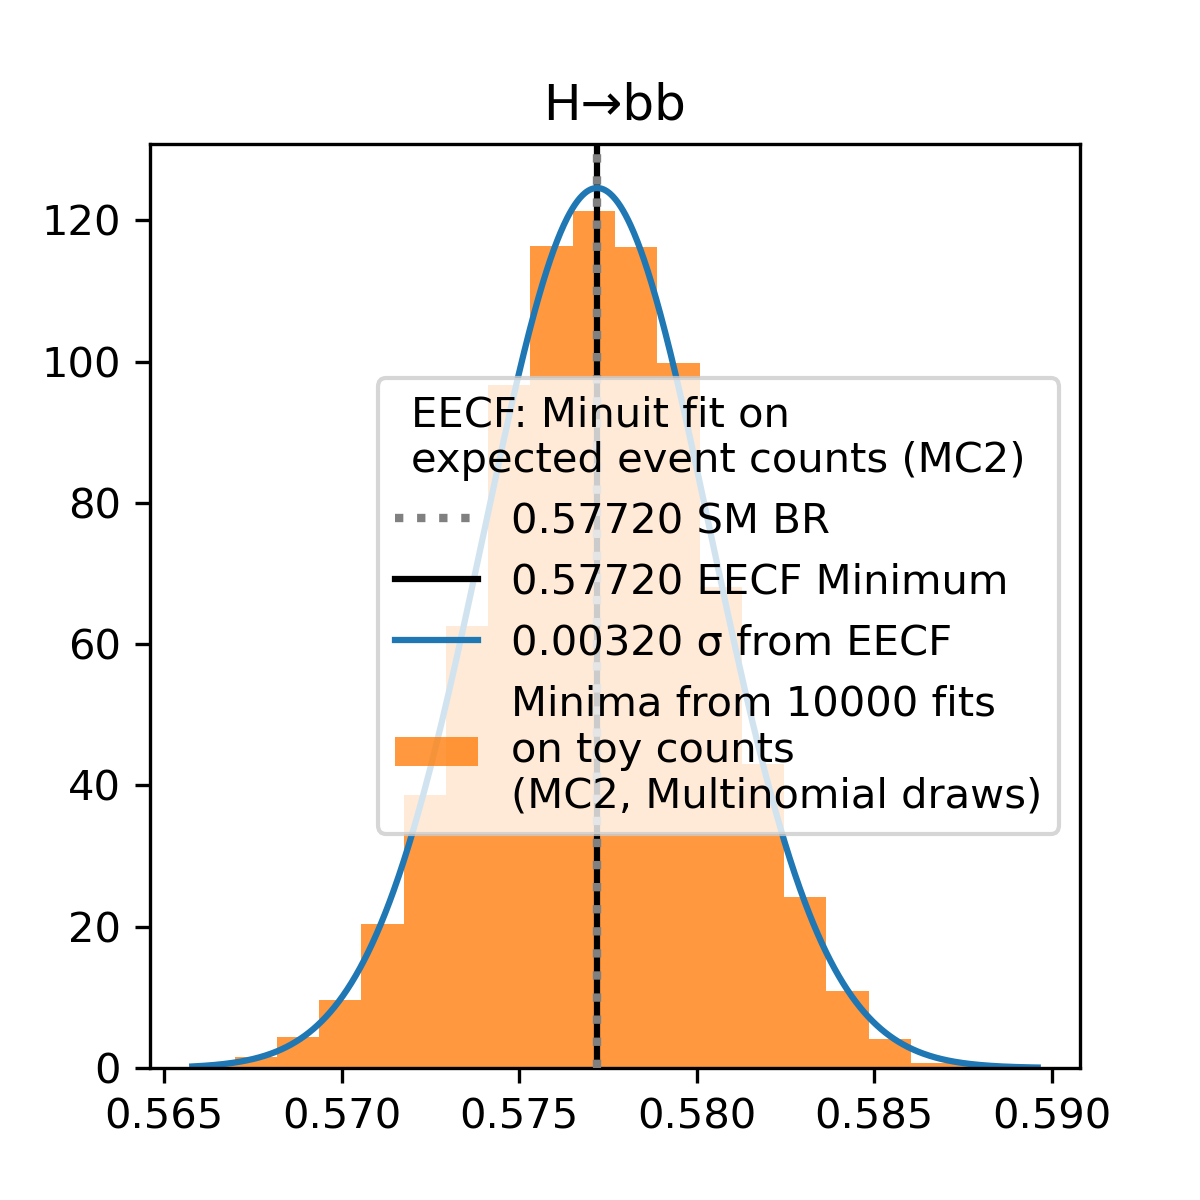 H→bb
120
100
80
60
40
20
0
EECF: Minuit fit on
expected event counts (MC2)
0.57720 SM BR
0.57720 EECF Minimum
0.00320 σ from EECF
Minima from 10000 fits
on toy counts
(MC2, Multinomial draws)
0.565 0.570 0.575 0.580 0.585 0.590